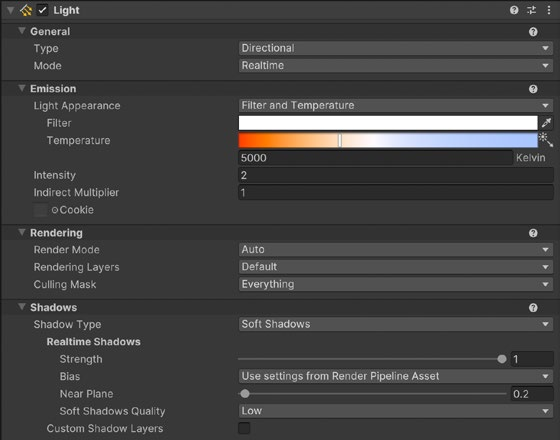 Light
General
Type Directional
Mode Realtime
Emission
Light Appearance Filter and Temperature
Filter
Temperature
5000 Kelvin
Intensity 2
Indirect Multiplier 1
Cookie
Rendering
Render Mode Auto
Rendering Layers Default
Culling Mask Everything
Shadows
Shadow Type Soft Shadows
Realtime Shadows
Strength 1
Bias Use settings from Render Pipeline Asset
Near Plane 0.2
Soft Shadows Quality Low
Custom Shadow Layers